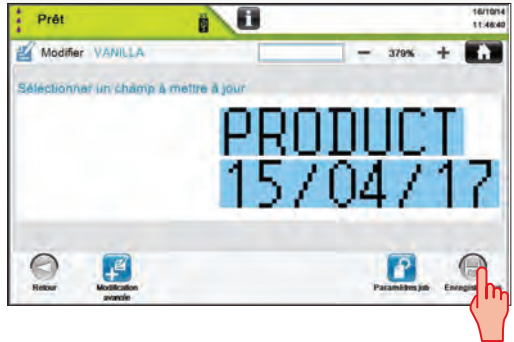 Prêt
16/10/14
11:46:40
Modifier VANILLA
— 379% +
Sélectionner un champ à mettre à jour
PRODUCT
15/04/17
Retour
Modification avancée
Paramètres job